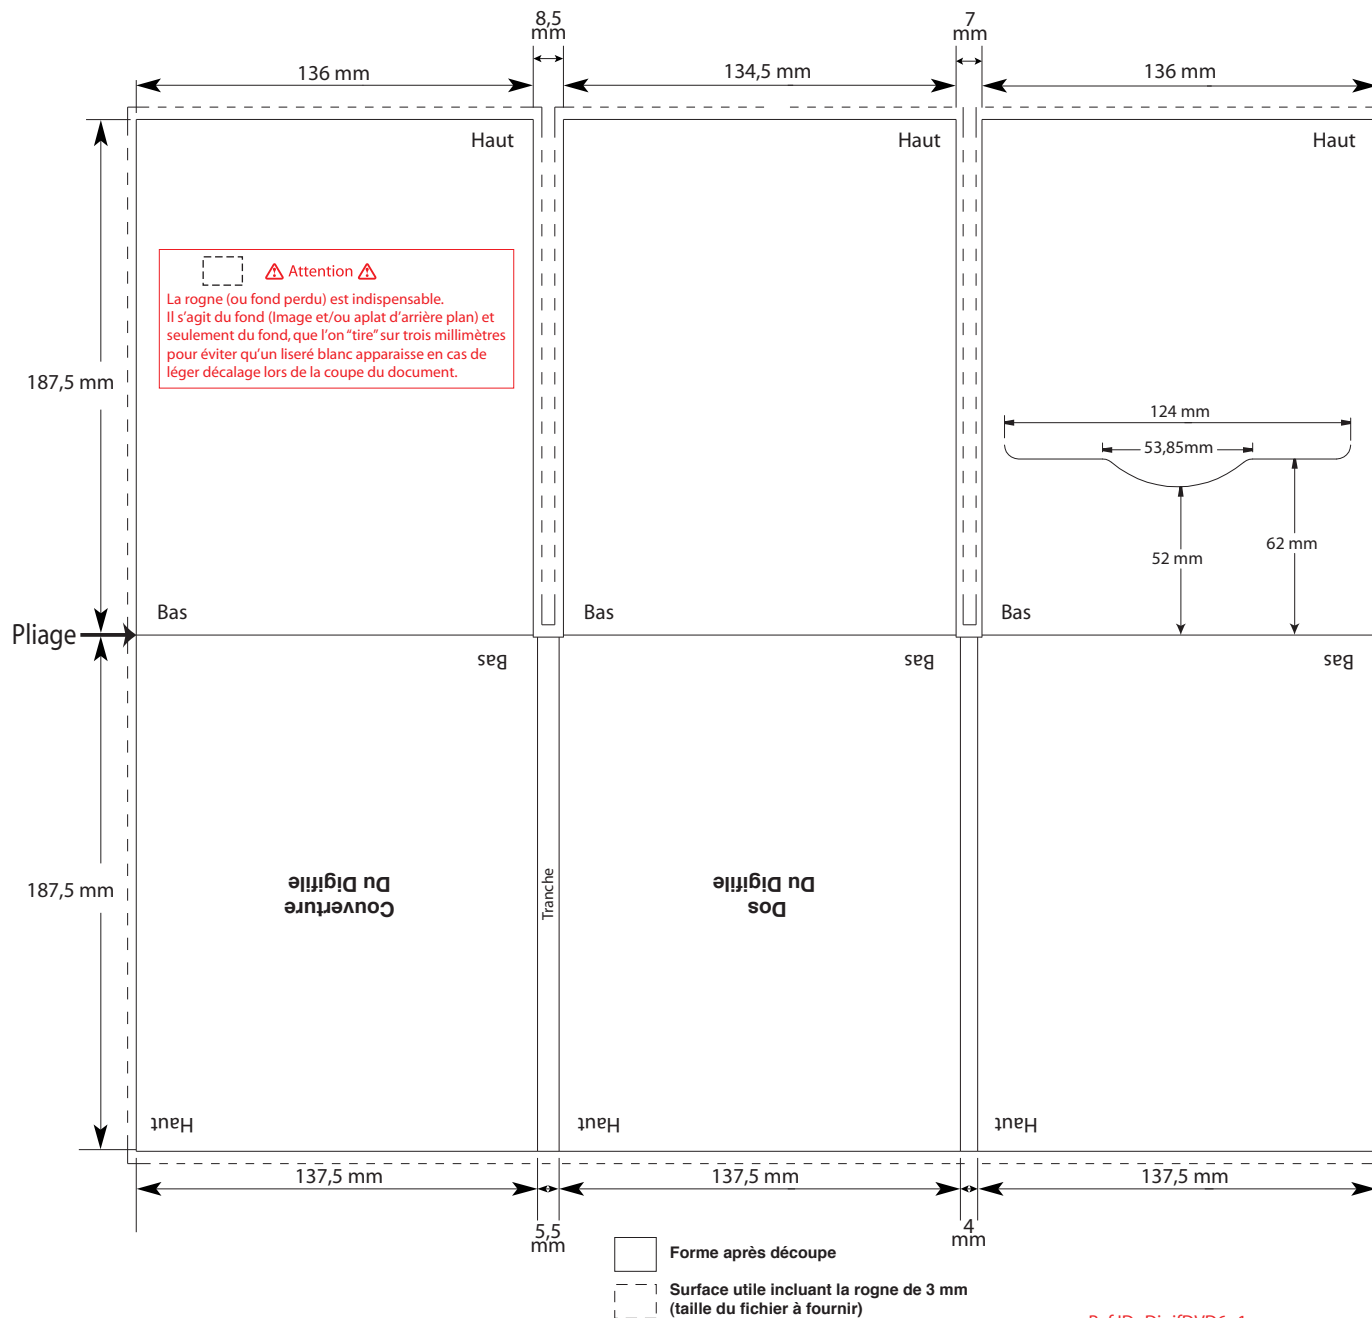 8,5
mm
7
mm
136 mm
134,5 mm
136 mm
Haut
Haut
Haut
Attention
La rogne (ou fond perdu) est indispensable.
Il s'agit du fond (Image et/ou aplat d'arrière plan) et
seulement du fond, que l'on "tire" sur trois millimètres
pour éviter qu'un liseré blanc apparaisse en cas de
léger décalage lors de la coupe du document.
187,5 mm
124 mm
53,85mm
52 mm
62 mm
Bas
Bas
Bas
Pliage
Bas
Bas
Bas
187,5 mm
Couverture
Du Digifile
Tranche
Dos
Du Digifile
Haut
Haut
Haut
137,5 mm
137,5 mm
137,5 mm
5,5
mm
4
mm
Forme après découpe
Surface utile incluant la rogne de 3 mm
(taille du fichier à fournir)